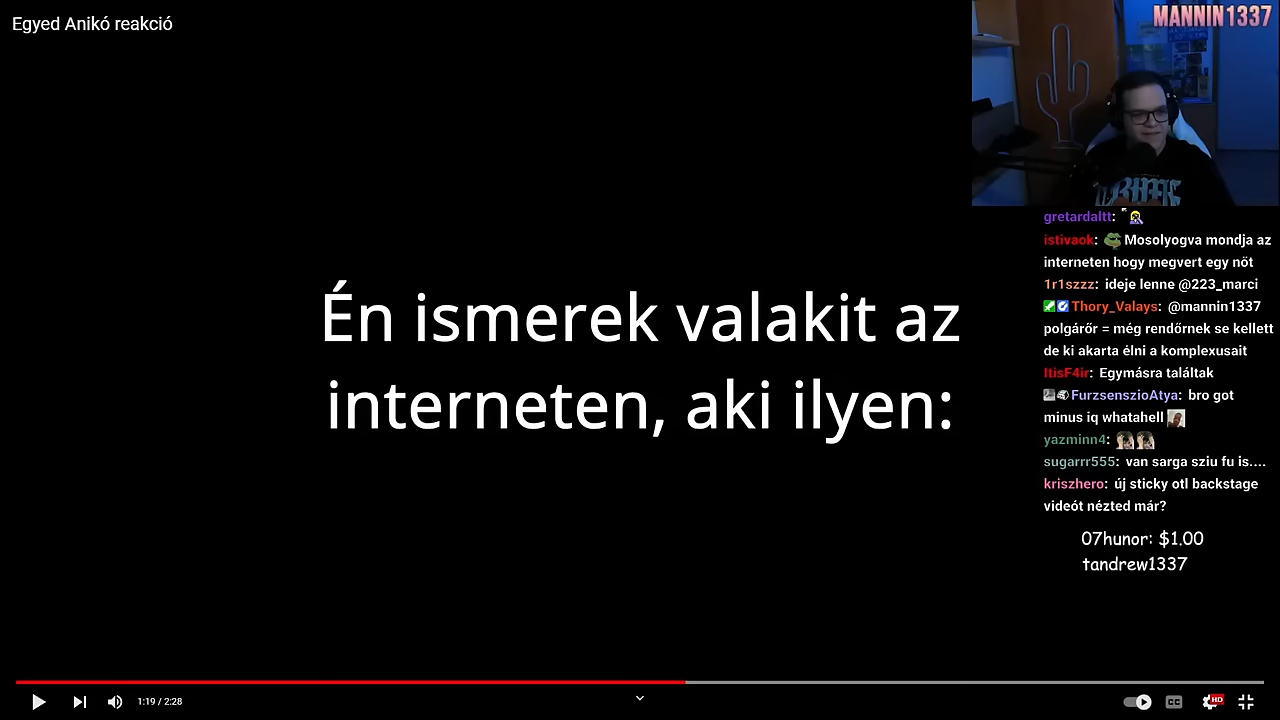 Egyed Anikó reakció
MANNIN1337
Én ismerek valakit az
interneten, aki ilyen:
gretardaltt:
istivaok: Mosolyogva mondja az
interneten hogy megvert egy nőt
1r1szzz: ideje lenne @223_marci
Thory_Valays: @mannin1337
polgárőr = még rendőrnek se kellett
de ki akarta élni a komplexusait
ItisF4ir: Egymásra találtak
FurzsenszioAtya: bro got
minus iq whatahell
yazminn4:
sugarrr555: van sarga sziu fu is....
kriszhero: új sticky otl backstage
videót nézted már?
07hunor: $1.00
tandrew1337
1:19 / 2:28
CC
HD